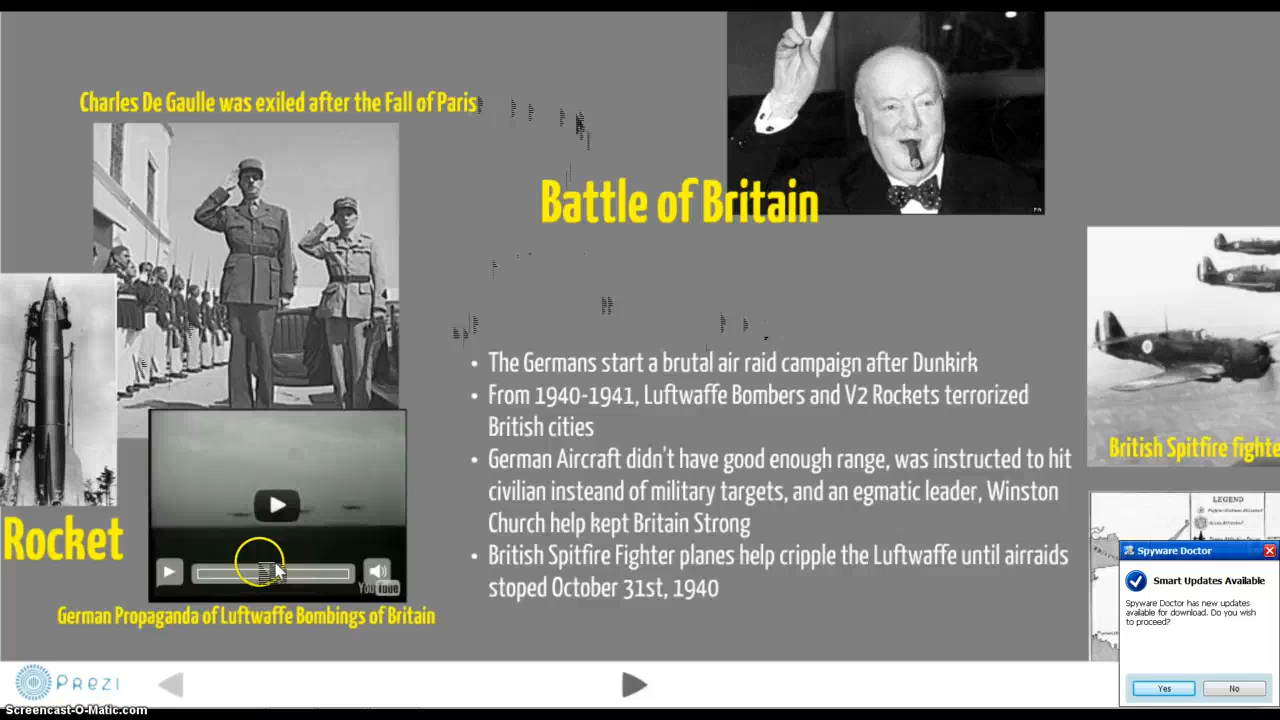 Charles De Gaulle was exiled after the Fall of Paris
Battle of Britain
The Germans start a brutal air raid campaign after Dunkirk
From 1940-1941, Luftwaffe Bombers and V2 Rockets terrorized
British cities
German Aircraft didn't have good enough range, was instructed to hit
civilian insteand of military targets, and an egmatic leader, Winston
Church help kept Britain Strong
British Spitfire Fighter planes help cripple the Luftwaffe until airraids
stoped October 31st, 1940
British Spitfire fighte
Rocket
YouTube
German Propaganda of Luftwaffe Bombings of Britain
LEGEND
Spyware Doctor
Smart Updates Available
Spyware Doctor has new updates
available for download. Do you wish
to proceed?
Yes
No
PREZI
Screencast-O-Matic.com